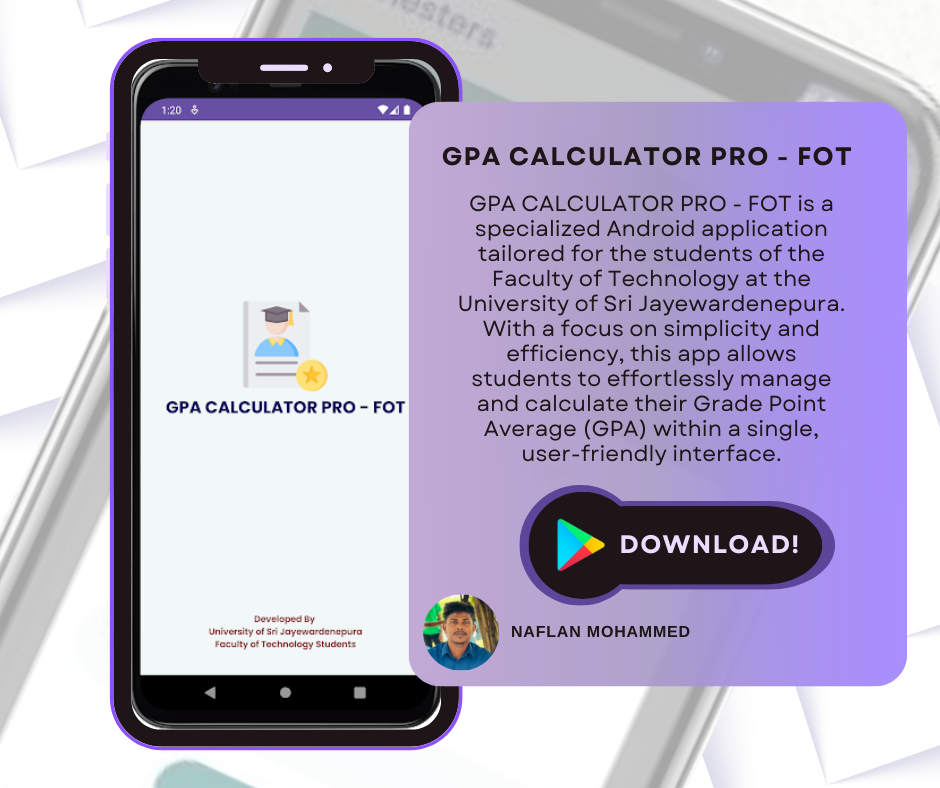 mesters
1:20
GPA CALCULATOR PRO – FOT
Developed By
University of Sri Jayewardenepura
Faculty of Technology Students
GPA CALCULATOR PRO - FOT
GPA CALCULATOR PRO - FOT is a
specialized Android application
tailored for the students of the
Faculty of Technology at the
University of Sri Jayewardenepura.
With a focus on simplicity and
efficiency, this app allows
students to effortlessly manage
and calculate their Grade Point
Average (GPA) within a single,
user-friendly interface.
DOWNLOAD!
NAFLAN MOHAMMED